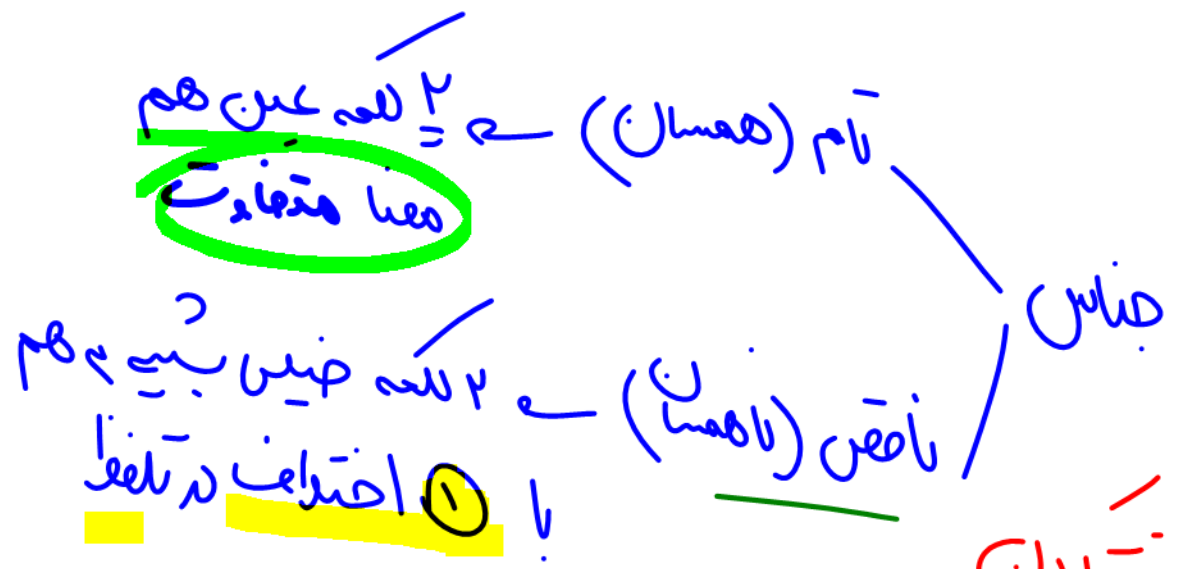 جناس
تام (همسان) ← ۲ کلمه عین هم
معنا متفاوت
ناقص (ناهمسان) ← ۲ کلمه خیلی شبیه به هم
با ۱ اختلاف در تلفظ